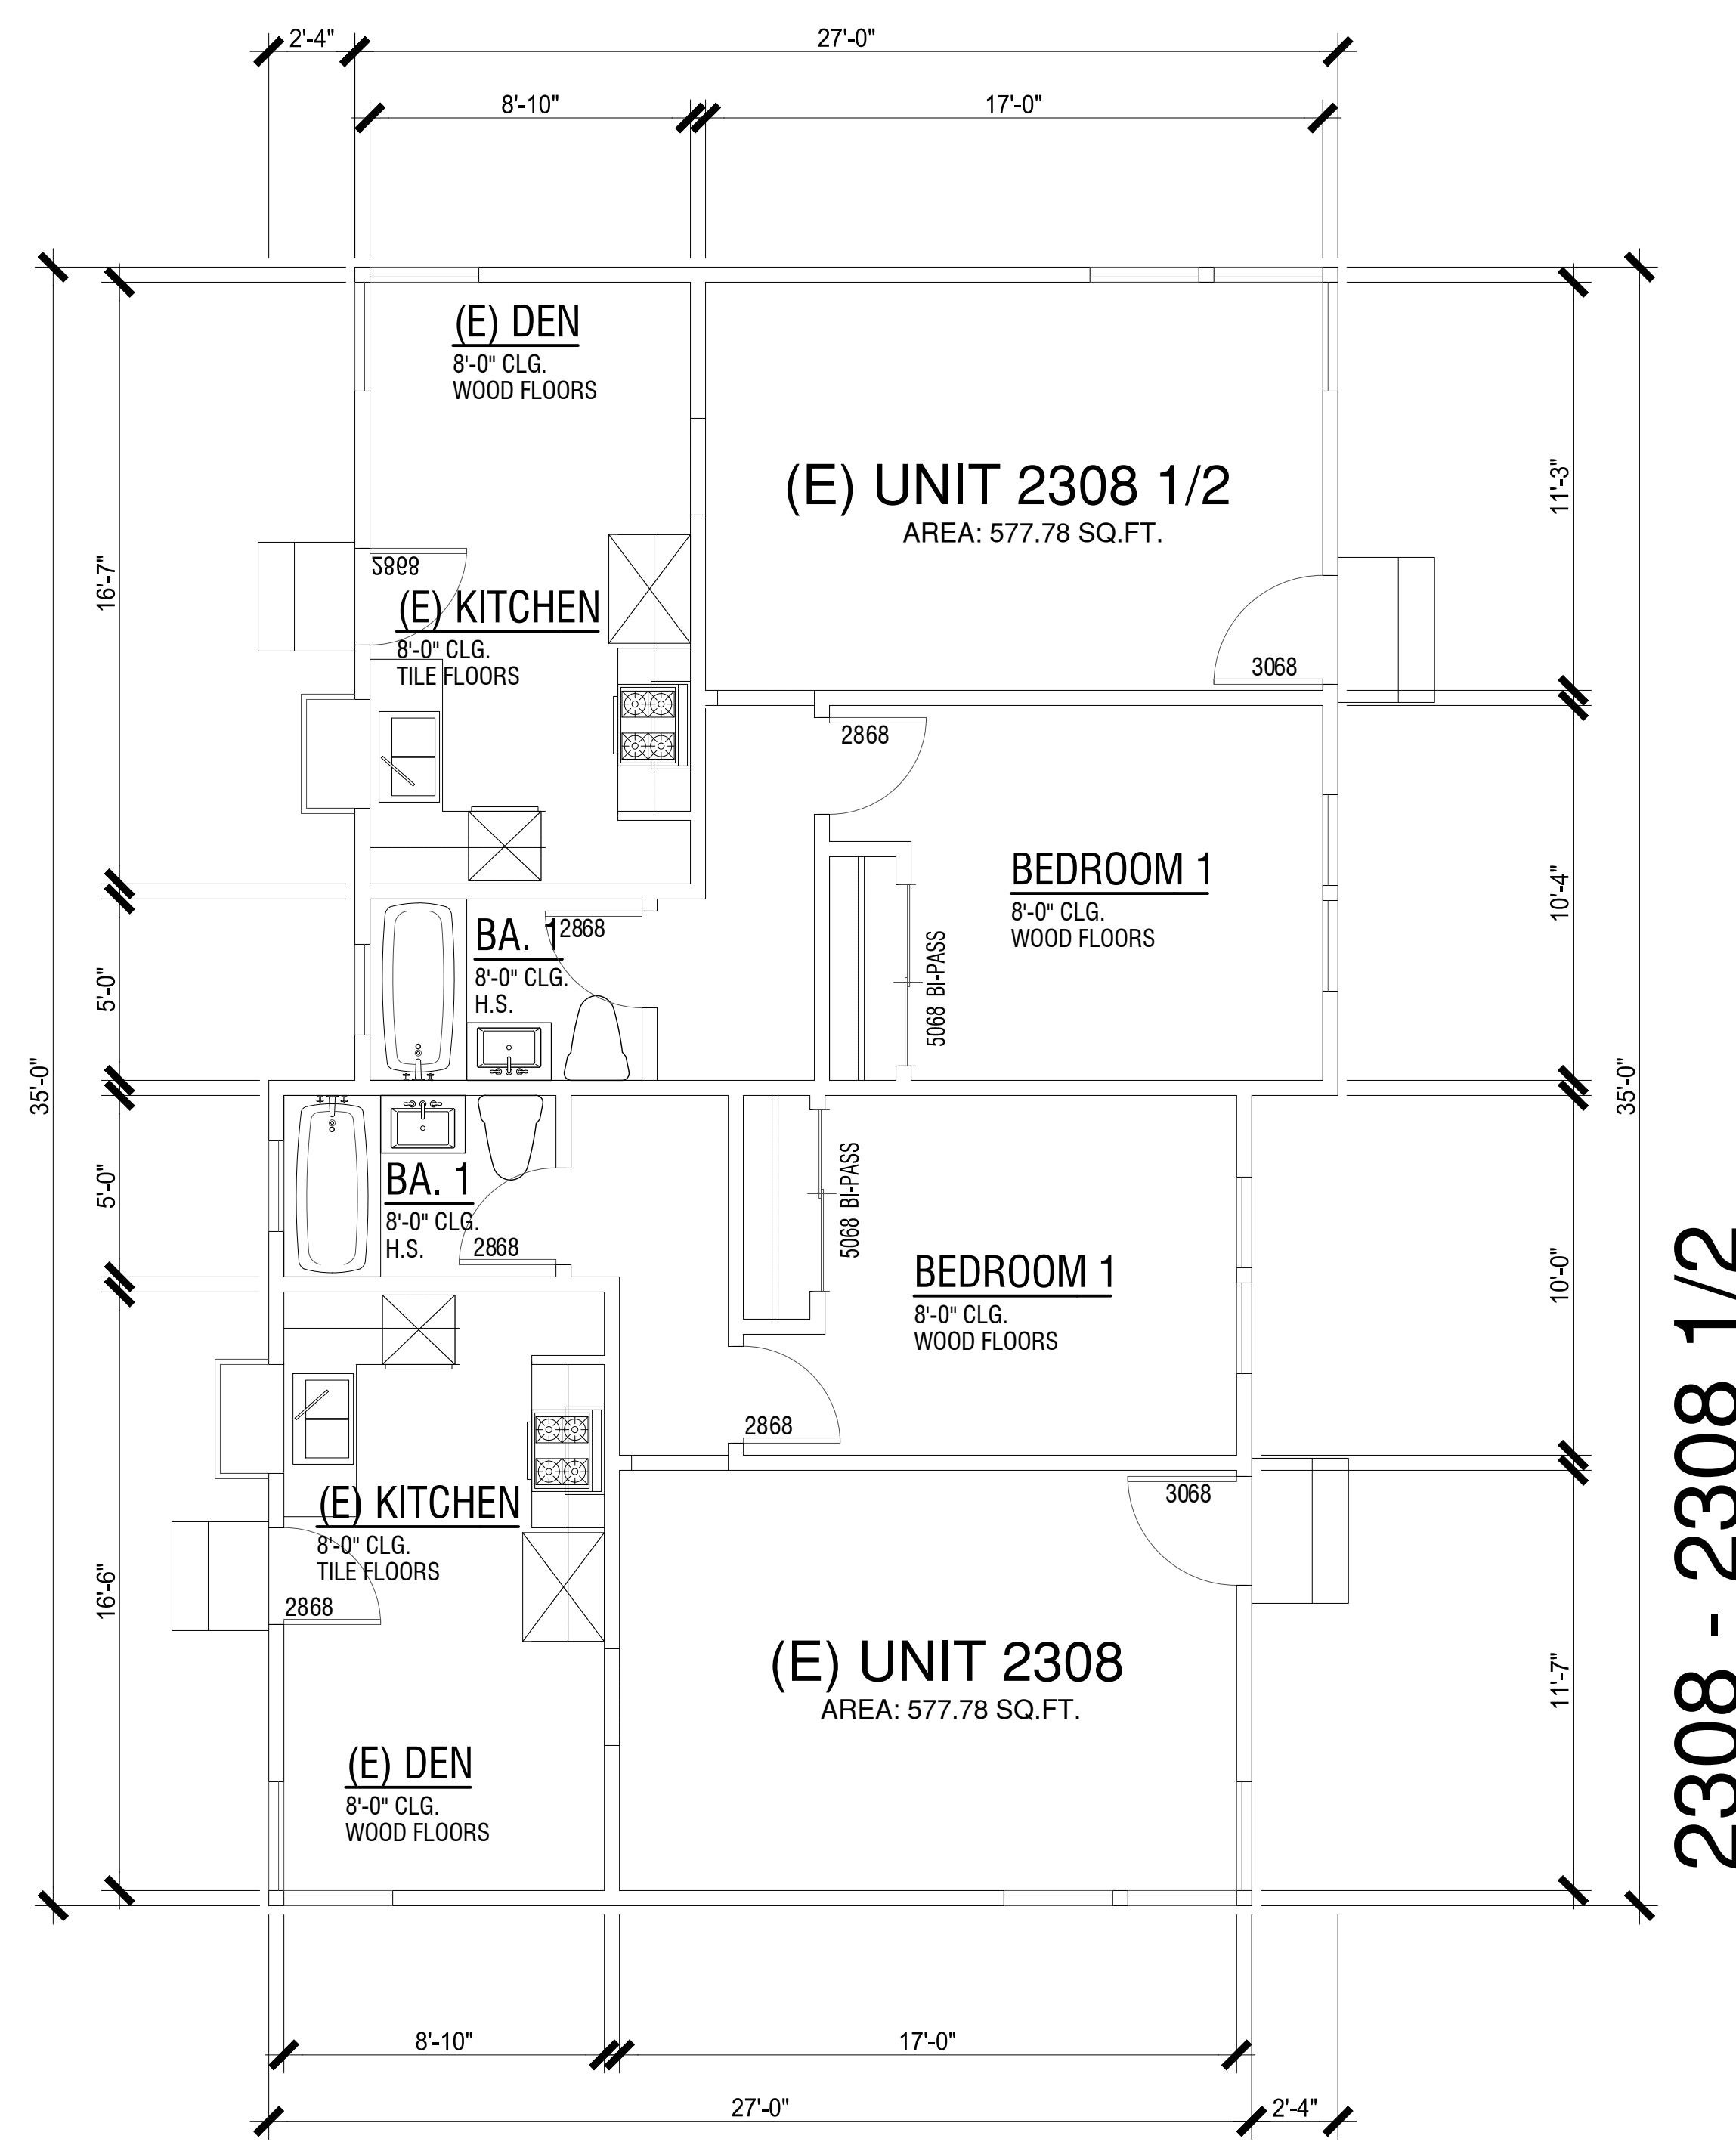 2'-4"
27'-0"
8'-10"
17'-0"
(E) DEN
8'-0" CLG.
WOOD FLOORS
(E) UNIT 2308 1/2
AREA: 577.78 SQ.FT.
11'-3"
16'-7"
2868
(E) KITCHEN
8'-0" CLG.
TILE FLOORS
3068
2868
BEDROOM 1
8'-0" CLG.
WOOD FLOORS
10'-4"
BA. 1
2868
8'-0" CLG.
H.S.
5068 BI-PASS
5'-0"
35'-0"
35'-0"
5'-0"
BA. 1
8'-0" CLG.
H.S.
2868
5068 BI-PASS
BEDROOM 1
8'-0" CLG.
WOOD FLOORS
10'-0"
2868
(E) KITCHEN
8'-0" CLG.
TILE FLOORS
3068
16'-6"
2868
(E) UNIT 2308
AREA: 577.78 SQ.FT.
11'-7"
(E) DEN
8'-0" CLG.
WOOD FLOORS
2308 - 2308 1/2
8'-10"
17'-0"
27'-0"
2'-4"